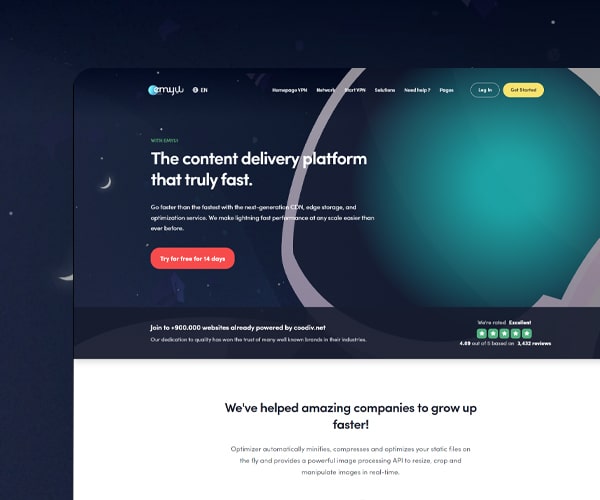 emyui EN Homepage VPN Network Start VPN Solutions Need help ? Pages Log In Get Started
WITH EMYUI
The content delivery platform
that truly fast.
Go faster than the fastest with the next-generation CDN, edge storage, and
optimization service. We make lightning fast performance at any scale easier than
ever before.
Try for free for 14 days
Join to +900.000 websites already powered by coodiv.net
Our dedication to quality has won the trust of many well known brands in their industries.
We're rated Excellent
4.89 out of 5 based on 3,432 reviews
We've helped amazing companies to grow up
faster!
Optimizer automatically minifies, compresses and optimizes your static files on
the fly and provides a powerful image processing API to resize, crop and
manipulate images in real-time.